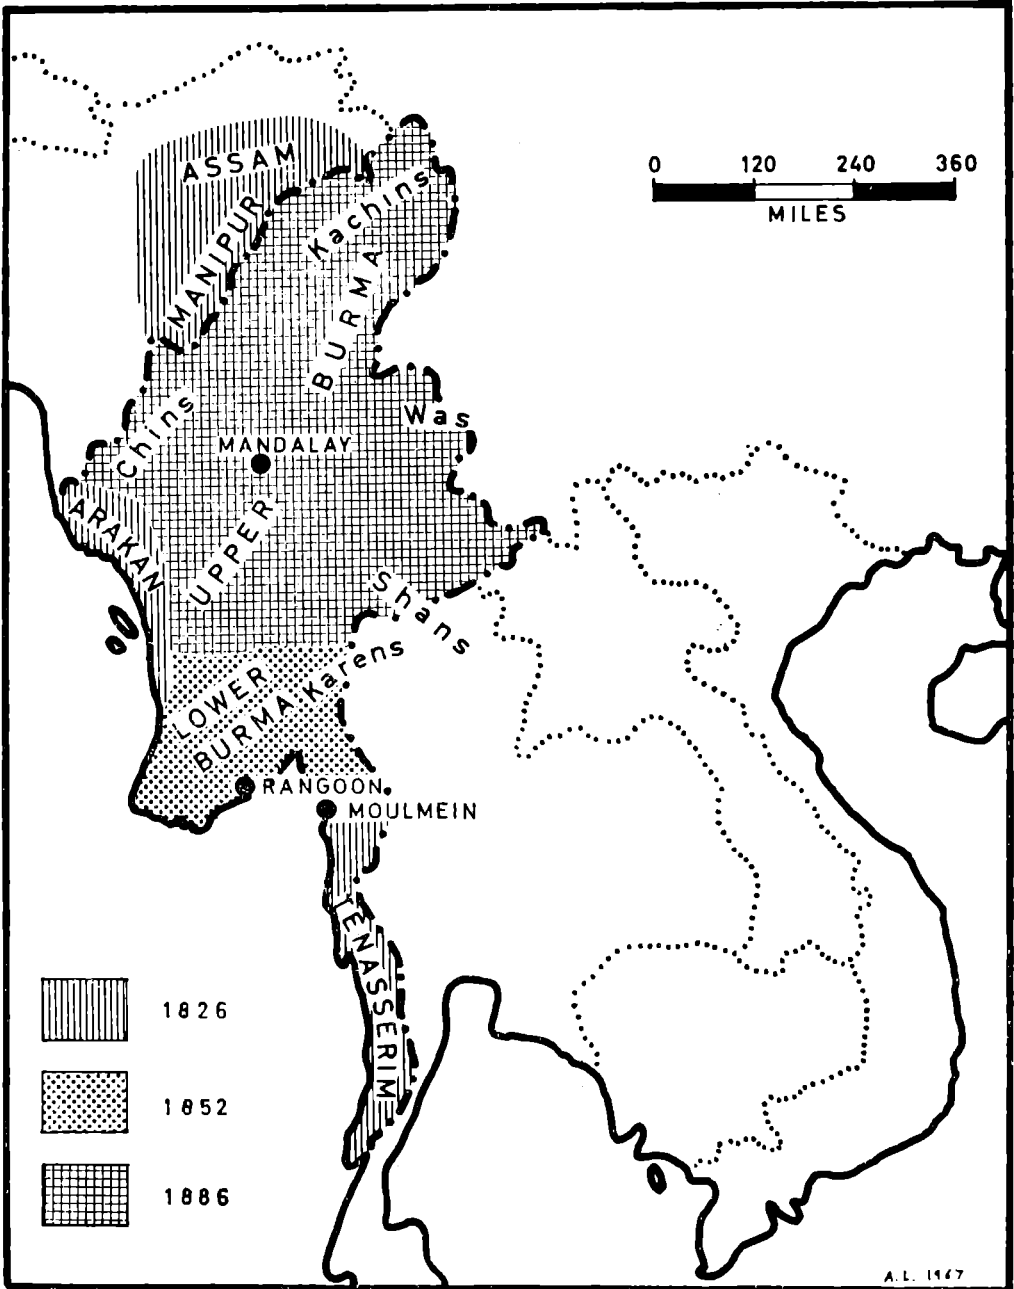 ASSAM
0 120 240 360
MILES
MANIPUR
Kachins
UPPER BURMA
Was
Chins
MANDALAY
ARAKAN
Shans
Karens
LOWER
BURMA
RANGOON
MOULMEIN
TENASSERIM
1826
1852
1886
A.L. 1967